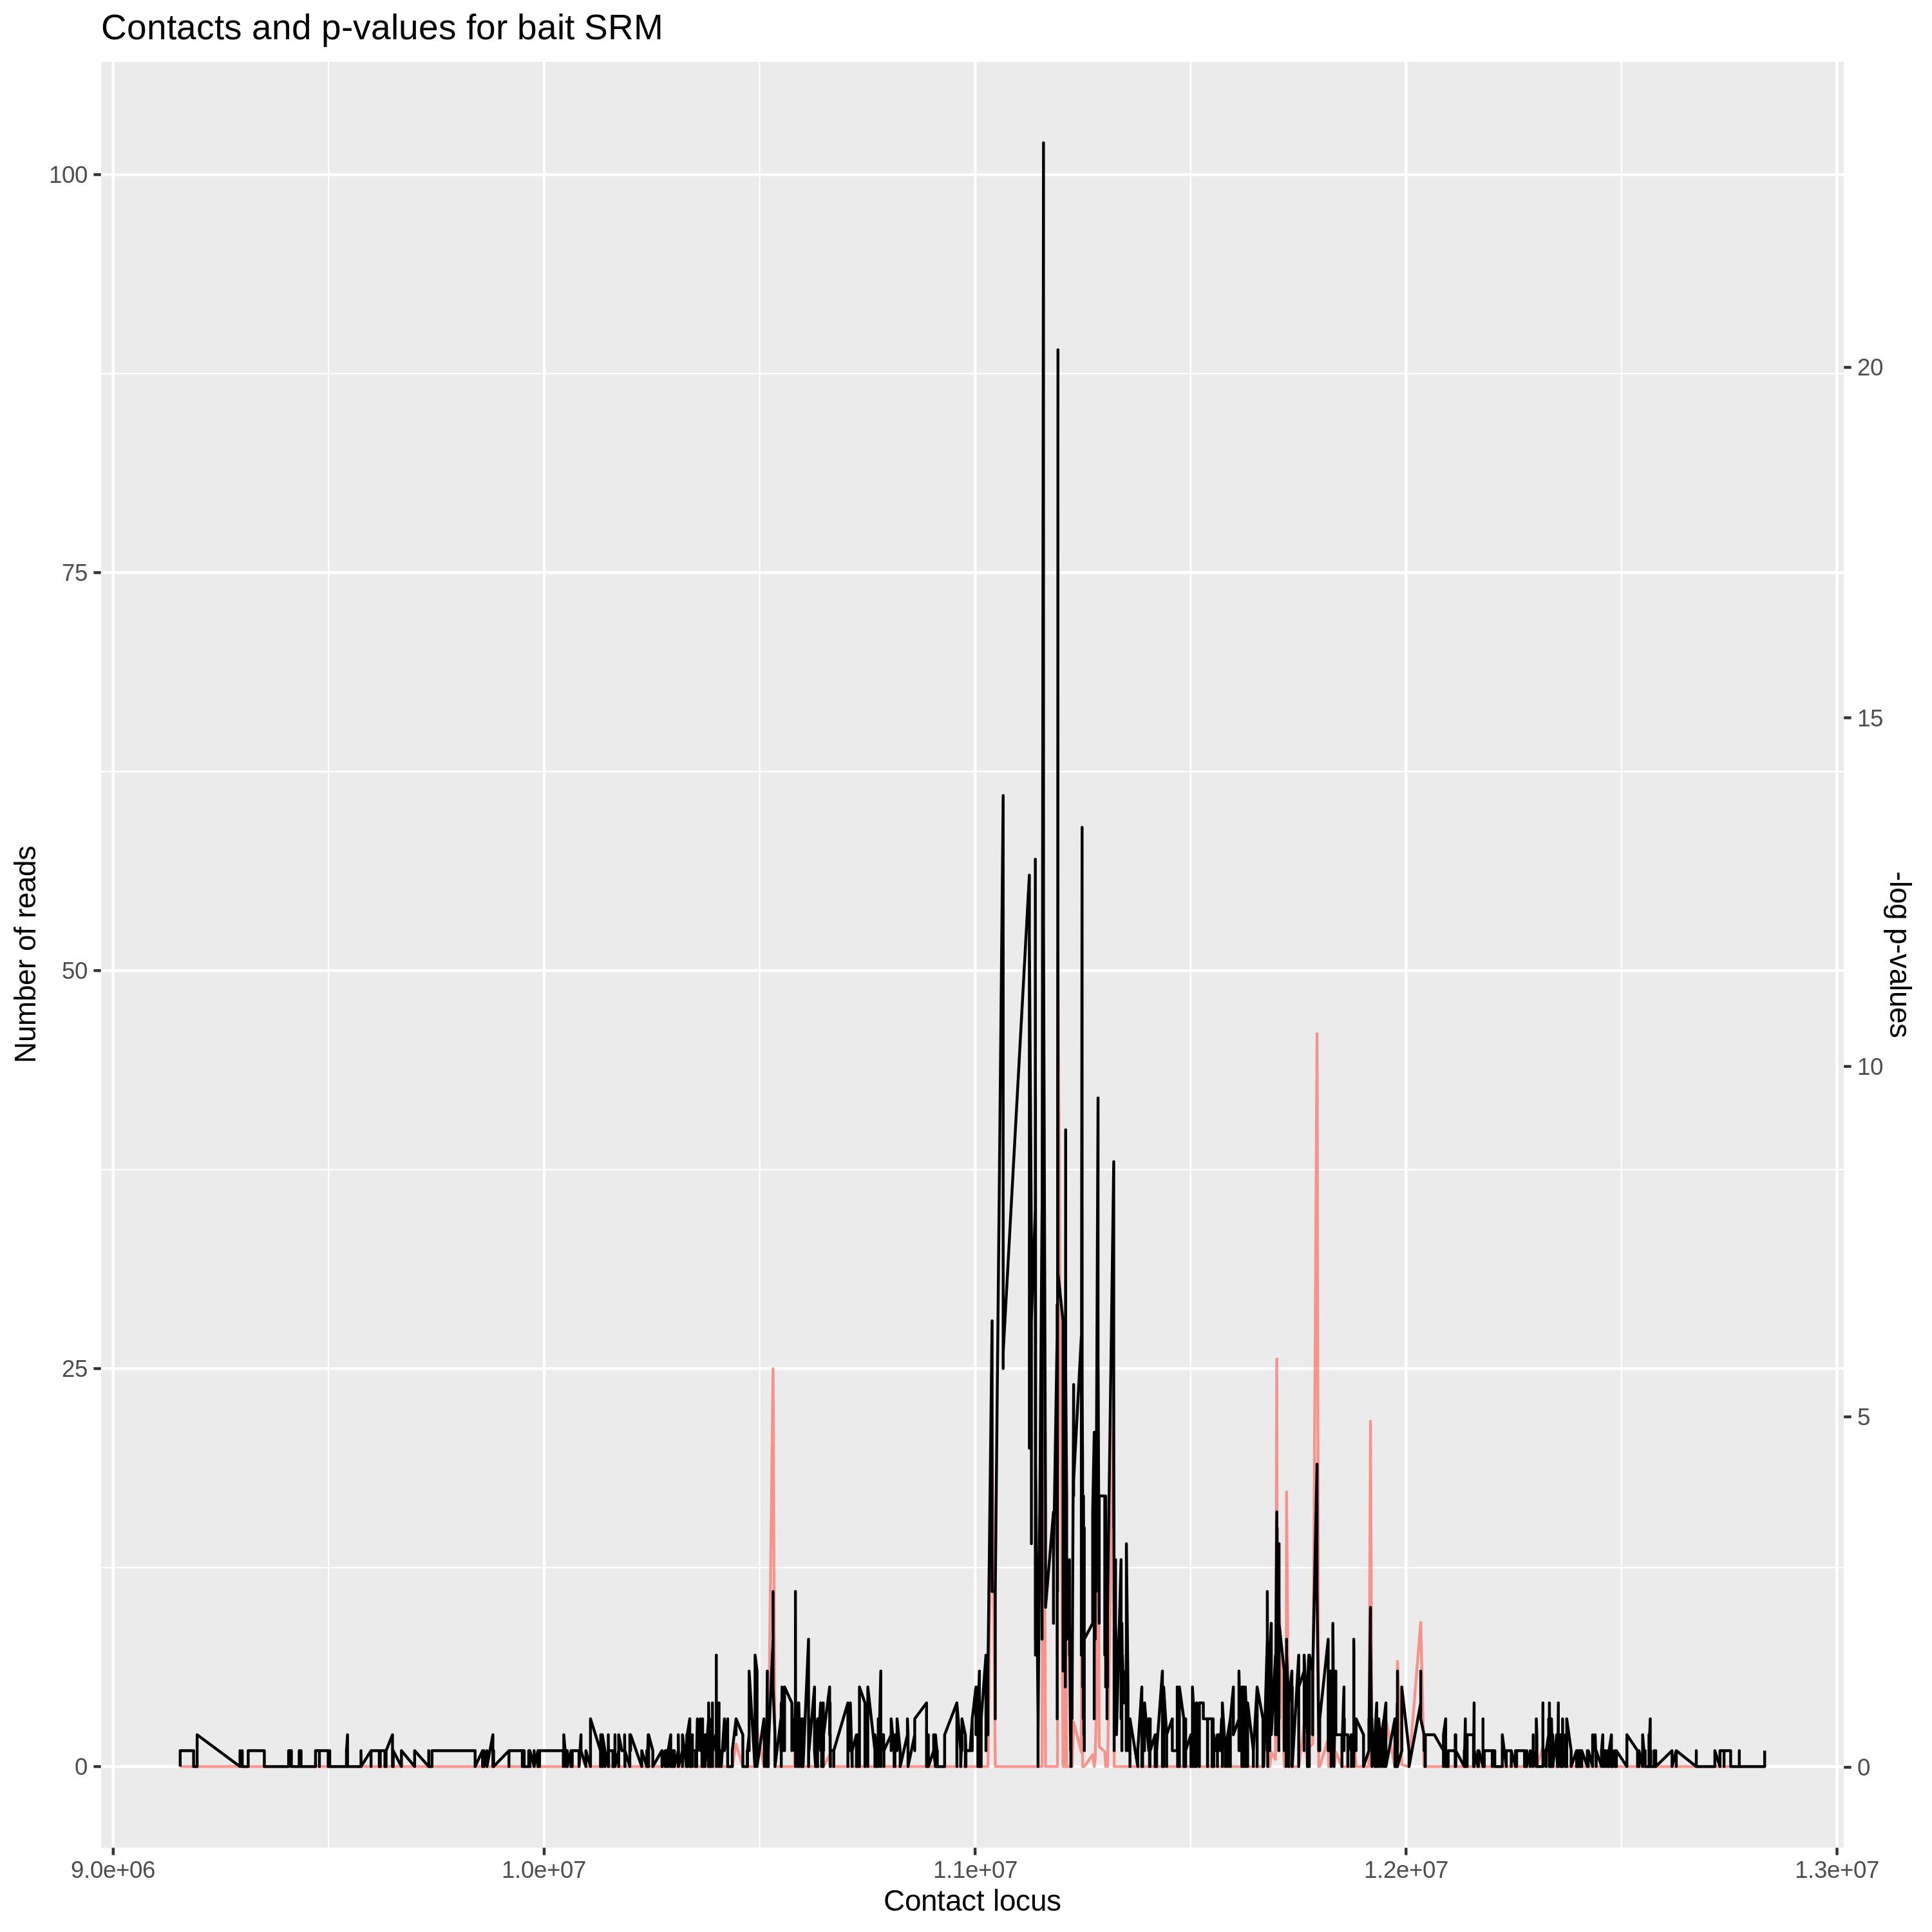 Contacts and p-values for bait SRM
100
75
50
25
0
Number of reads
20
15
10
5
0
-log p-values
9.0e+06
1.0e+07
1.1e+07
1.2e+07
1.3e+07
Contact locus